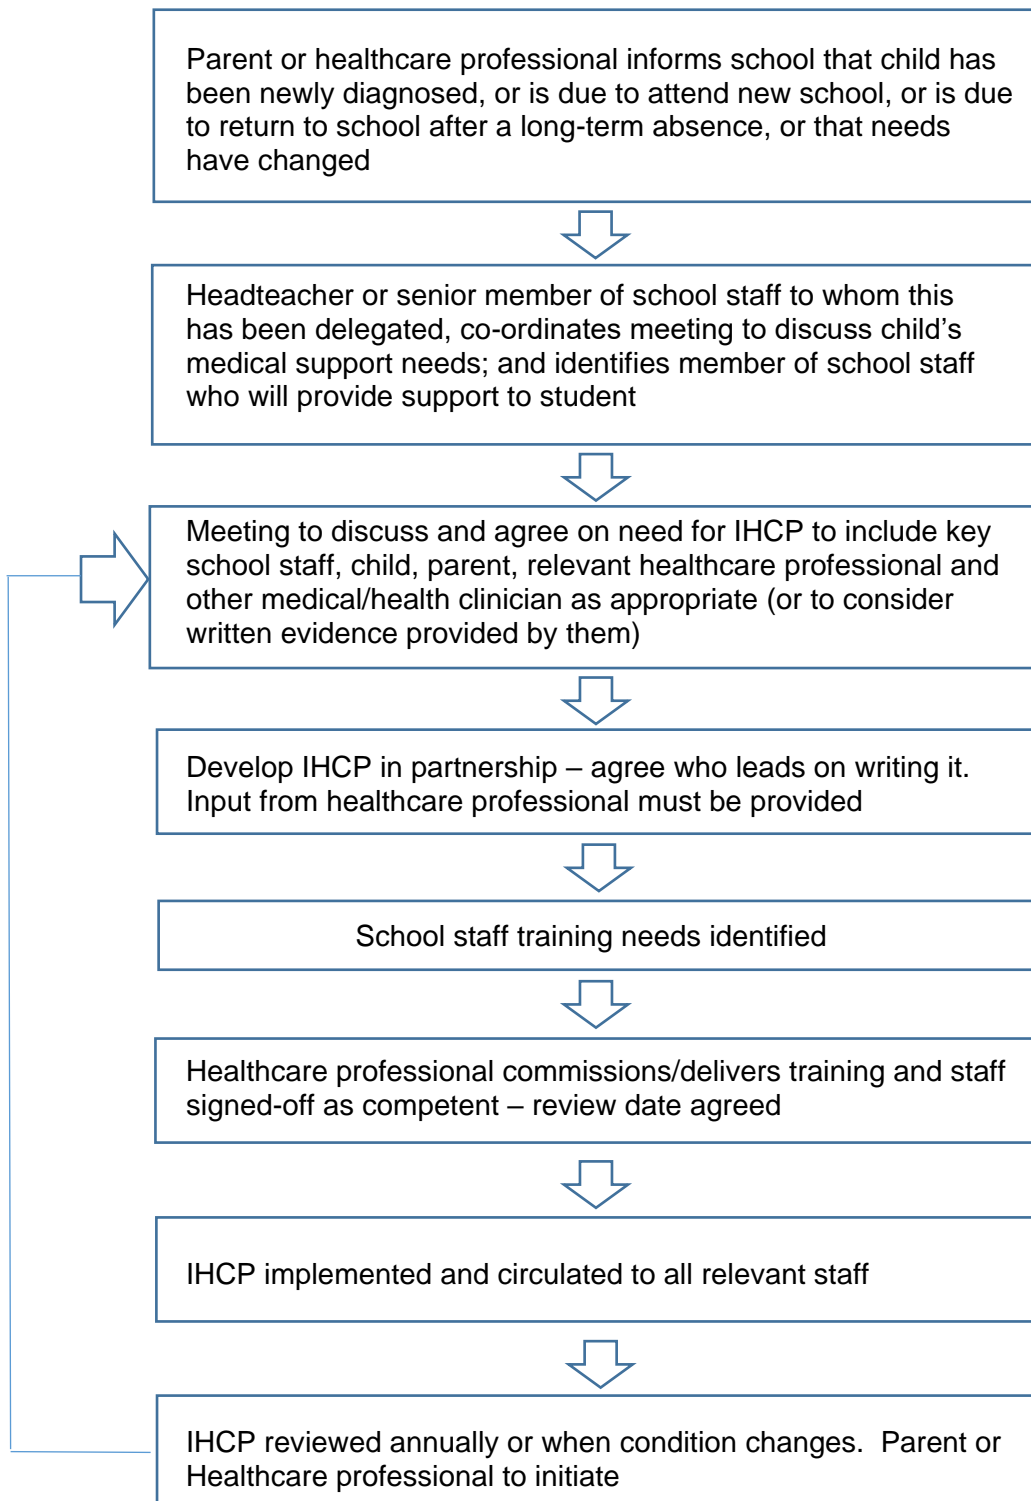 Parent or healthcare professional informs school that child has
been newly diagnosed, or is due to attend new school, or is due
to return to school after a long-term absence, or that needs
have changed
Headteacher or senior member of school staff to whom this
has been delegated, co-ordinates meeting to discuss child’s
medical support needs; and identifies member of school staff
who will provide support to student
Meeting to discuss and agree on need for IHCP to include key
school staff, child, parent, relevant healthcare professional and
other medical/health clinician as appropriate (or to consider
written evidence provided by them)
Develop IHCP in partnership – agree who leads on writing it.
Input from healthcare professional must be provided
School staff training needs identified
Healthcare professional commissions/delivers training and staff
signed-off as competent – review date agreed
IHCP implemented and circulated to all relevant staff
IHCP reviewed annually or when condition changes.  Parent or
Healthcare professional to initiate